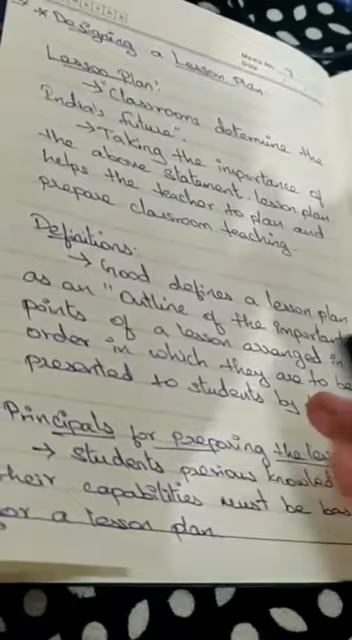 * Designing a Lesson Plan
Lesson Plan:
→ "Classrooms determine the
India's future".
→ Taking the importance of
the above statement. lesson plan
helps the teacher to plan and
prepare classroom teaching.
Definitions:
→ Good defines a lesson plan
as an "Outline of the important
points of a lesson arranged in
order in which they are to be
presented to students by
Principals for preparing the
→ Students previous
their capabilities must be
or a lesson plan